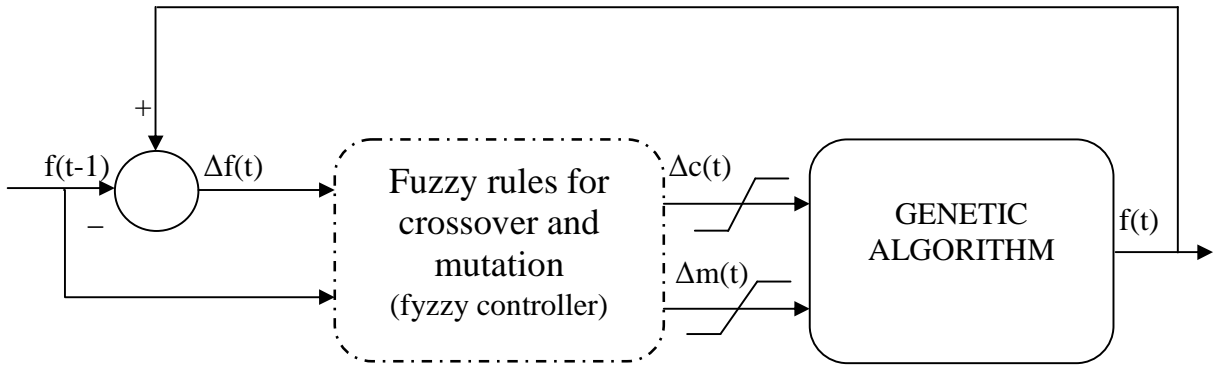 +
f(t-1)
−
Δf(t)
Fuzzy rules for
crossover and
mutation
(fyzzy controller)
Δc(t)
Δm(t)
GENETIC
ALGORITHM
f(t)